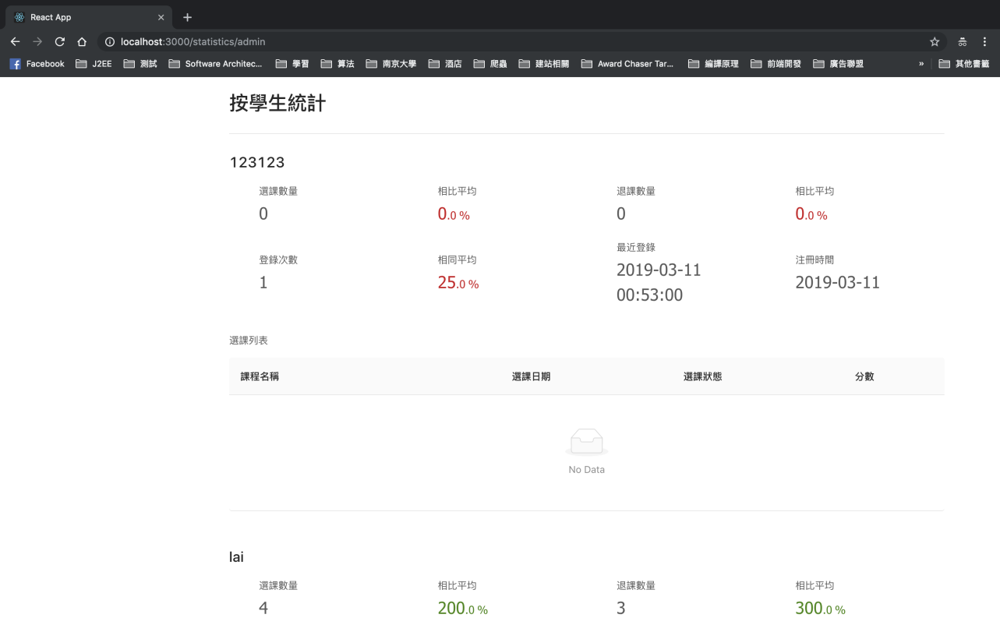 React App
localhost:3000/statistics/admin
Facebook J2EE 測試 Software Architec... 學習 算法 南京大學 酒店 爬蟲 建站相關 Award Chaser Tar... 編譯原理 前端開發 廣告聯盟 » 其他書籤
按學生統計
123123
選課數量 相比平均 退課數量 相比平均
0 0.0 % 0 0.0 %
登錄次數 相同平均 最近登錄 注冊時間
1 25.0 % 2019-03-11 00:53:00 2019-03-11
選課列表
課程名稱 選課日期 選課狀態 分數
No Data
lai
選課數量 相比平均 退課數量 相比平均
4 200.0 % 3 300.0 %